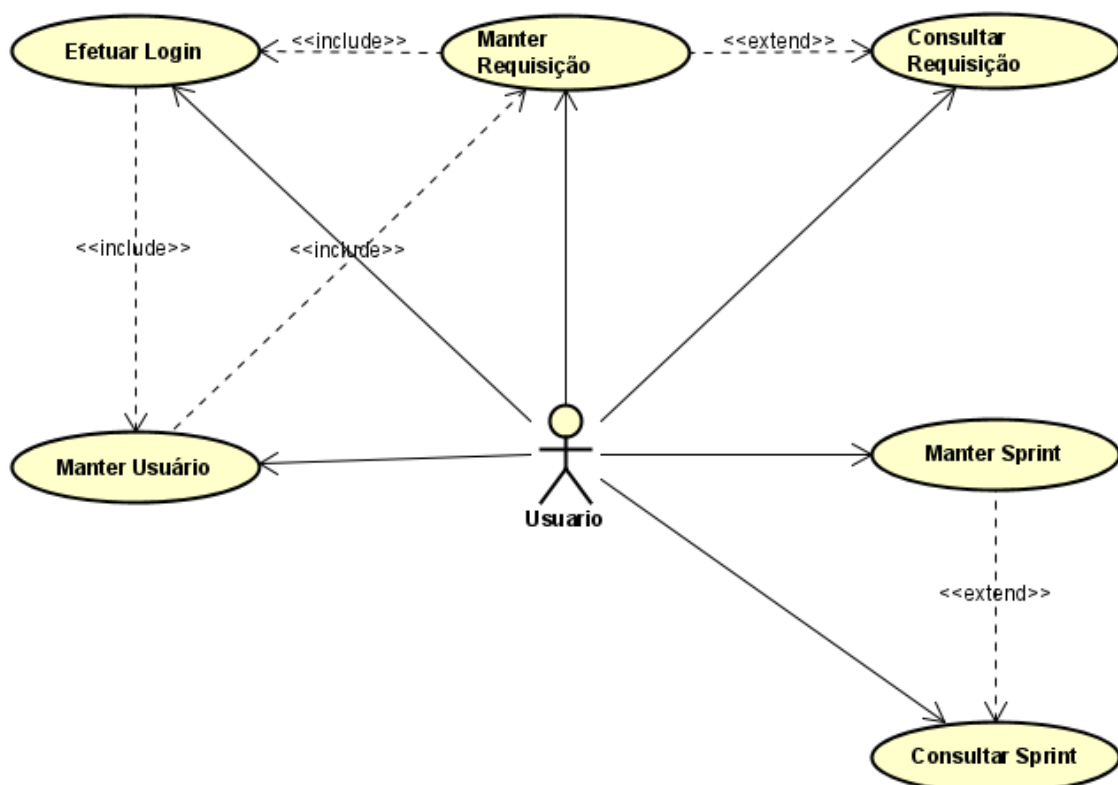 Efetuar Login
<<include>>
Manter
Requisição
<<extend>>
Consultar
Requisição
<<include>>
<<include>>
Manter Usuário
Usuario
Manter Sprint
<<extend>>
Consultar Sprint